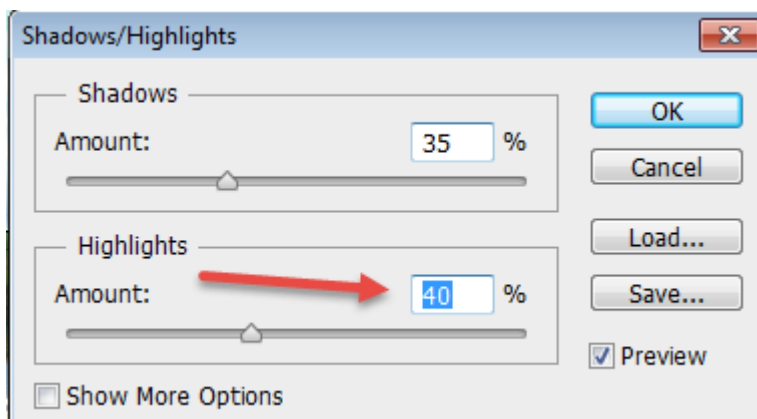 Shadows/Highlights
Shadows
Amount: 35 %
OK
Cancel
Highlights
Amount: 40 %
Load...
Save...
Preview
Show More Options